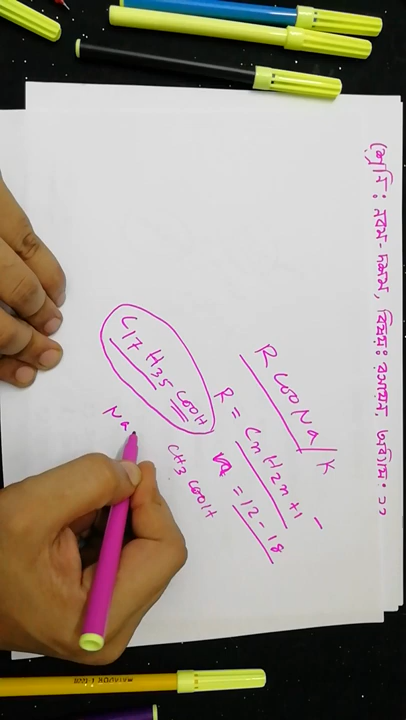 শ্রেণি: নবম-দশম, বিষয়: রসায়ন, অধ্যায়: ১১
RCOONa/K
R = CnH2n+1 –
n = 12 - 18
C17H35COOH
CH3COOH
Na